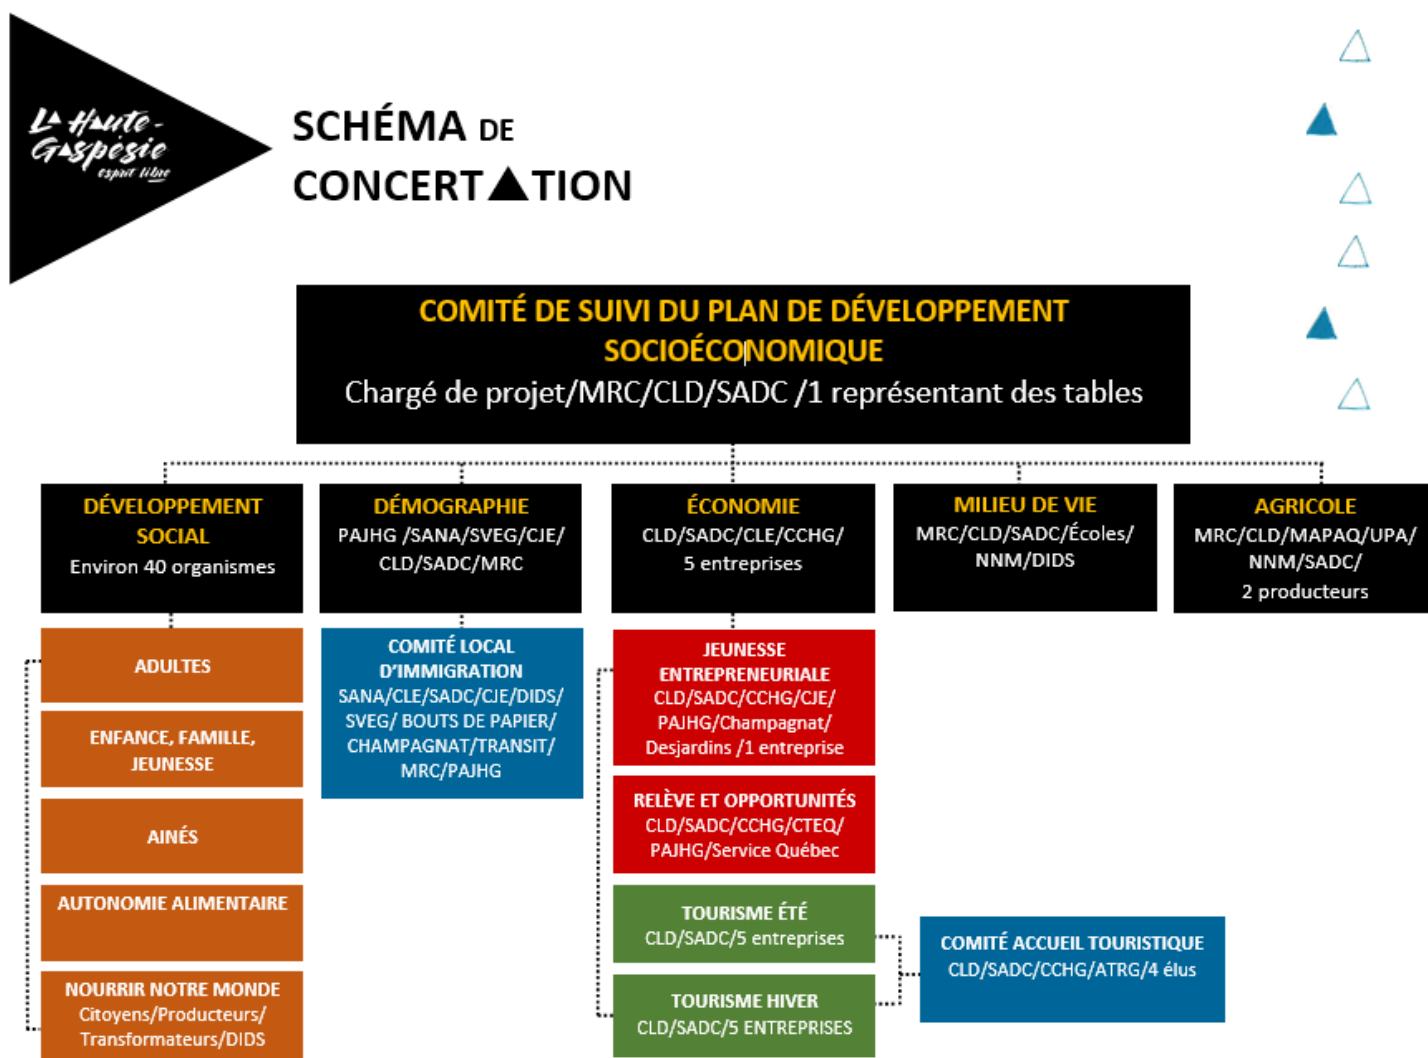 La Haute-
Gaspésie
esprit libre
SCHÉMA DE
CONCERTATION
COMITÉ DE SUIVI DU PLAN DE DÉVELOPPEMENT
SOCIOÉCONOMIQUE
Chargé de projet/MRC/CLD/SADC /1 représentant des tables
DÉVELOPPEMENT
SOCIAL
Environ 40 organismes
DÉMOGRAPHIE
PAJHG /SANA/SVEG/CJE/
CLD/SADC/MRC
ÉCONOMIE
CLD/SADC/CLE/CCHG/
5 entreprises
MILIEU DE VIE
MRC/CLD/SADC/Écoles/
NNM/DIDS
AGRICOLE
MRC/CLD/MAPAQ/UPA/
NNM/SADC/
2 producteurs
ADULTES
ENFANCE, FAMILLE,
JEUNESSE
AINÉS
AUTONOMIE ALIMENTAIRE
NOURRIR NOTRE MONDE
Citoyens/Producteurs/
Transformateurs/DIDS
COMITÉ LOCAL
D’IMMIGRATION
SANA/CLE/SADC/CJE/DIDS/
SVEG/ BOUTS DE PAPIER/
CHAMPAGNAT/TRANSIT/
MRC/PAJHG
JEUNESSE
ENTREPRENEURIALE
CLD/SADC/CCHG/CJE/
PAJHG/Champagnat/
Desjardins /1 entreprise
RELÈVE ET OPPORTUNITÉS
CLD/SADC/CCHG/CTEQ/
PAJHG/Service Québec
TOURISME ÉTÉ
CLD/SADC/5 entreprises
TOURISME HIVER
CLD/SADC/5 ENTREPRISES
COMITÉ ACCUEIL TOURISTIQUE
CLD/SADC/CCHG/ATRG/4 élus